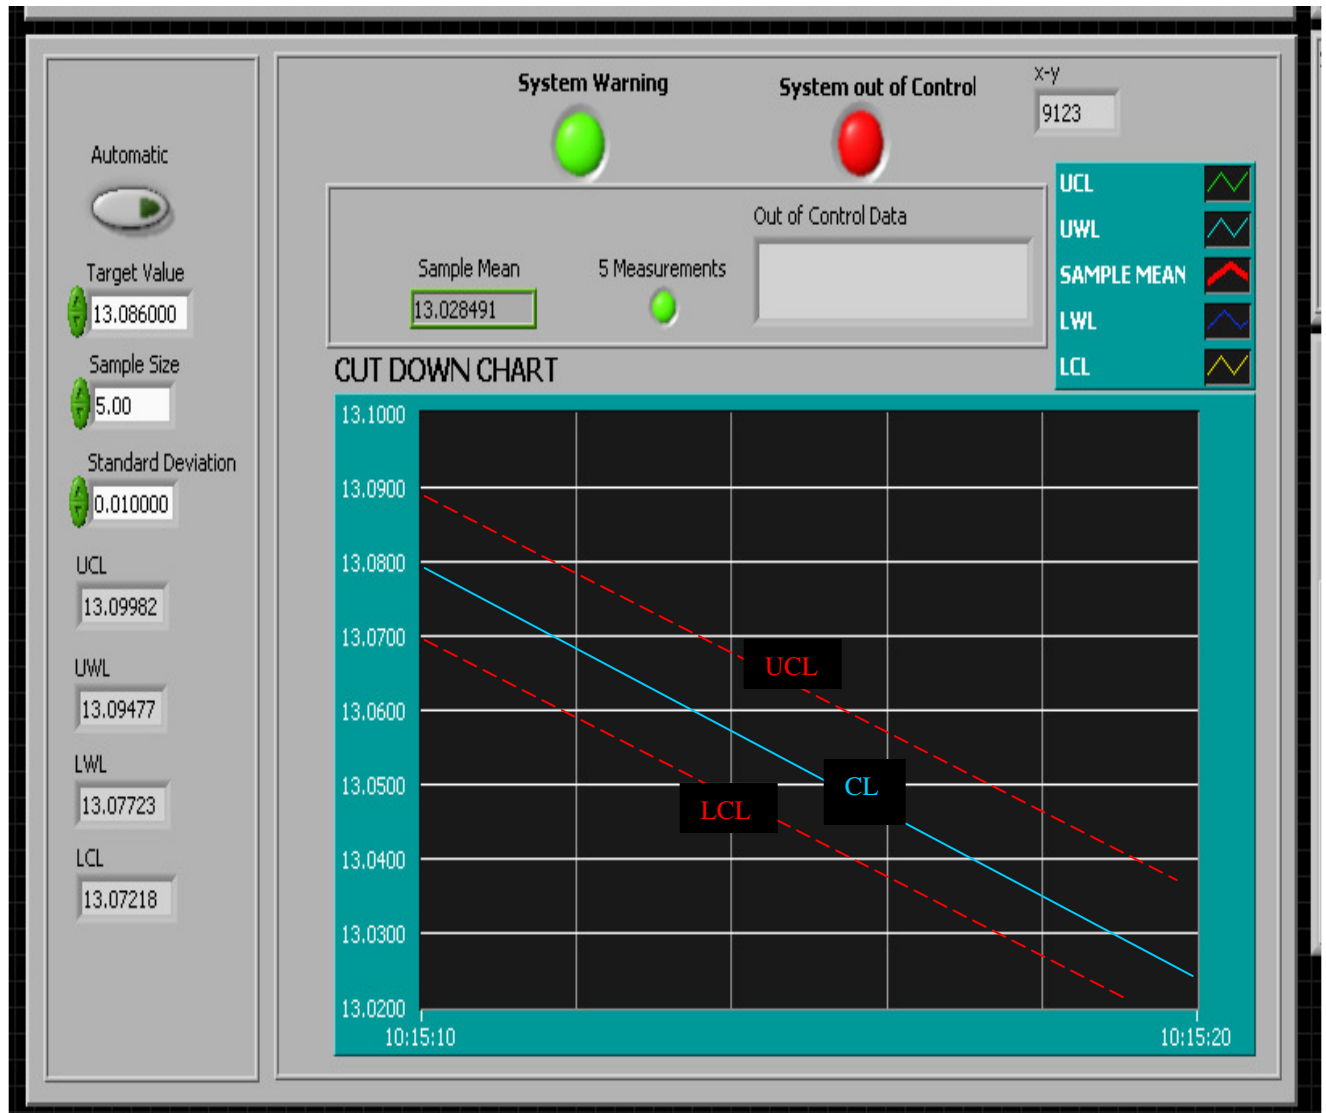 System Warning
System out of Control
x-y
9123
Automatic
Target Value
13.086000
Sample Size
5.00
Standard Deviation
0.010000
UCL
13.09982
UWL
13.09477
LWL
13.07723
LCL
13.07218
Sample Mean
13.028491
5 Measurements
Out of Control Data
UCL
UWL
SAMPLE MEAN
LWL
LCL
CUT DOWN CHART
13.1000
13.0900
13.0800
13.0700
13.0600
13.0500
13.0400
13.0300
13.0200
UCL
CL
LCL
10:15:10
10:15:20